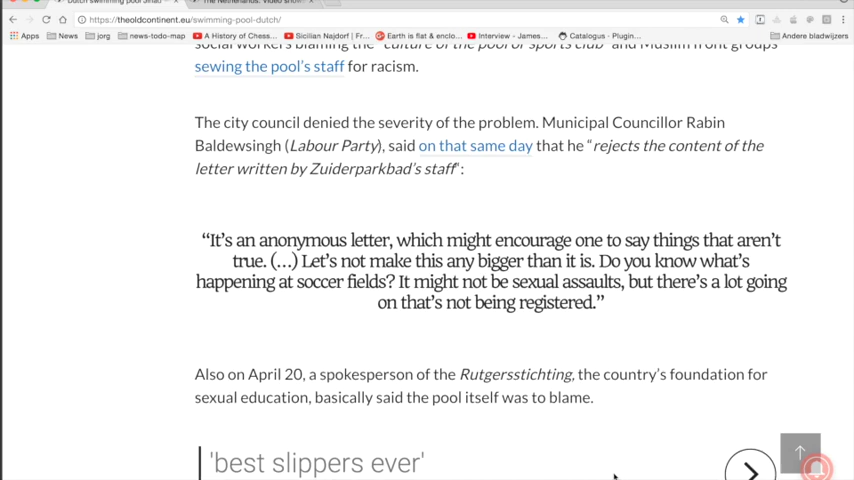 Dutch swimming pool Jihad
The Netherlands. Video show
https://theoldcontinent.eu/swimming-pool-dutch/
Apps News jorg news-todo-map A History of Chess... Sicilian Najdorf | Fr... Earth is flat & enclo... Interview - James... Catalogus - Plugin... Andere bladwijzers
social workers blaming the "culture of the pool or sports club" and Muslim front groups
sewing the pool's staff for racism.
The city council denied the severity of the problem. Municipal Councillor Rabin
Baldewsingh (Labour Party), said on that same day that he "rejects the content of the
letter written by Zuiderparkbad's staff":
“It’s an anonymous letter, which might encourage one to say things that aren’t
true. (…) Let’s not make this any bigger than it is. Do you know what’s
happening at soccer fields? It might not be sexual assaults, but there’s a lot going
on that’s not being registered.”
Also on April 20, a spokesperson of the Rutgersstichting, the country’s foundation for
sexual education, basically said the pool itself was to blame.
'best slippers ever'